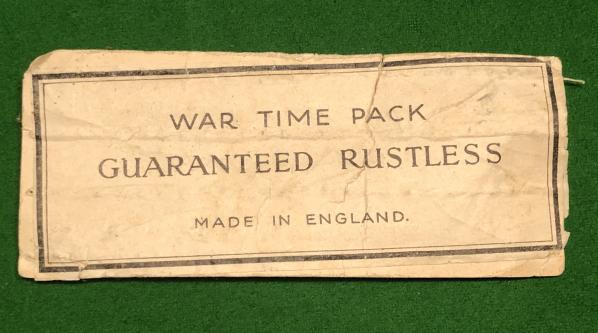 WAR TIME PACK
GUARANTEED RUSTLESS
MADE IN ENGLAND.